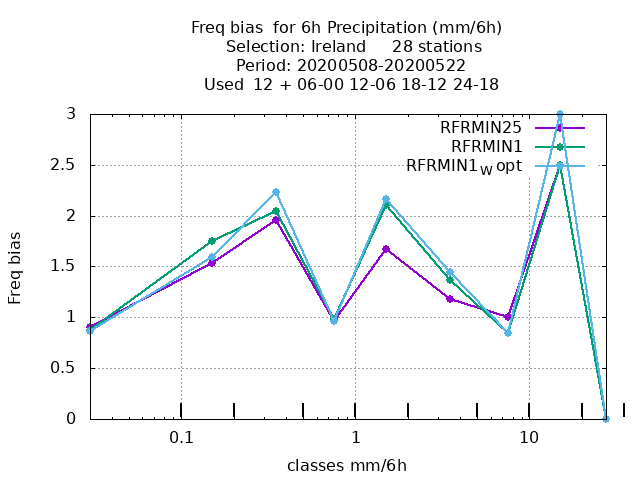 Freq bias  for 6h Precipitation (mm/6h)
Selection: Ireland     28 stations
Period: 20200508-20200522
Used  12 + 06-00 12-06 18-12 24-18
RFRMIN25
RFRMIN1
RFRMIN1W opt
3
2.5
2
1.5
1
0.5
0
Freq bias
0.1 1 10
classes mm/6h